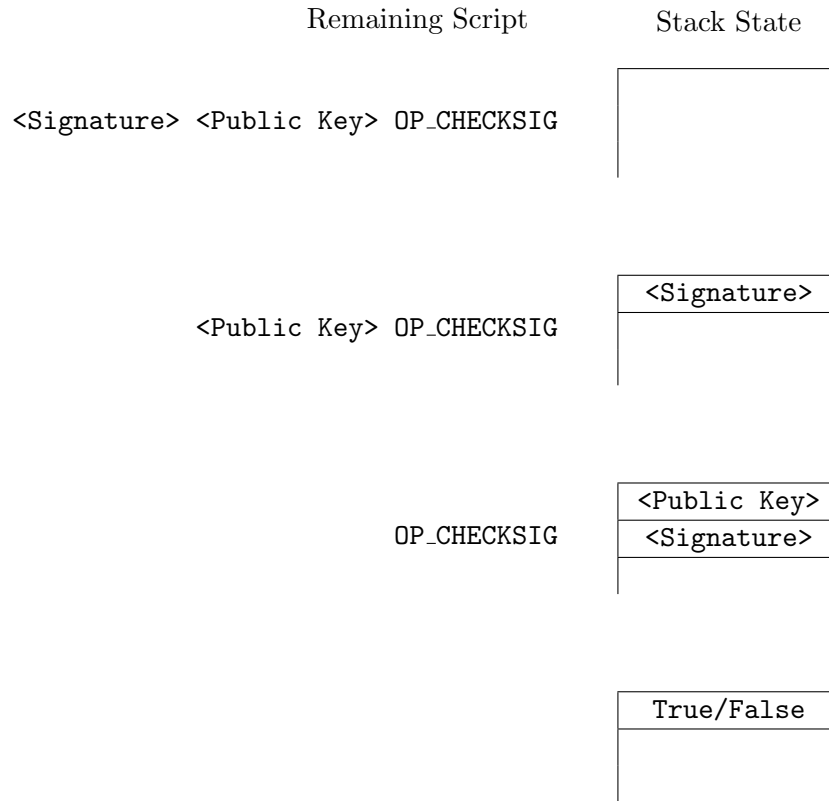 Remaining Script Stack State
<Signature> <Public Key> OP_CHECKSIG
<Signature>
<Public Key> OP_CHECKSIG
<Public Key>
OP_CHECKSIG <Signature>
True/False